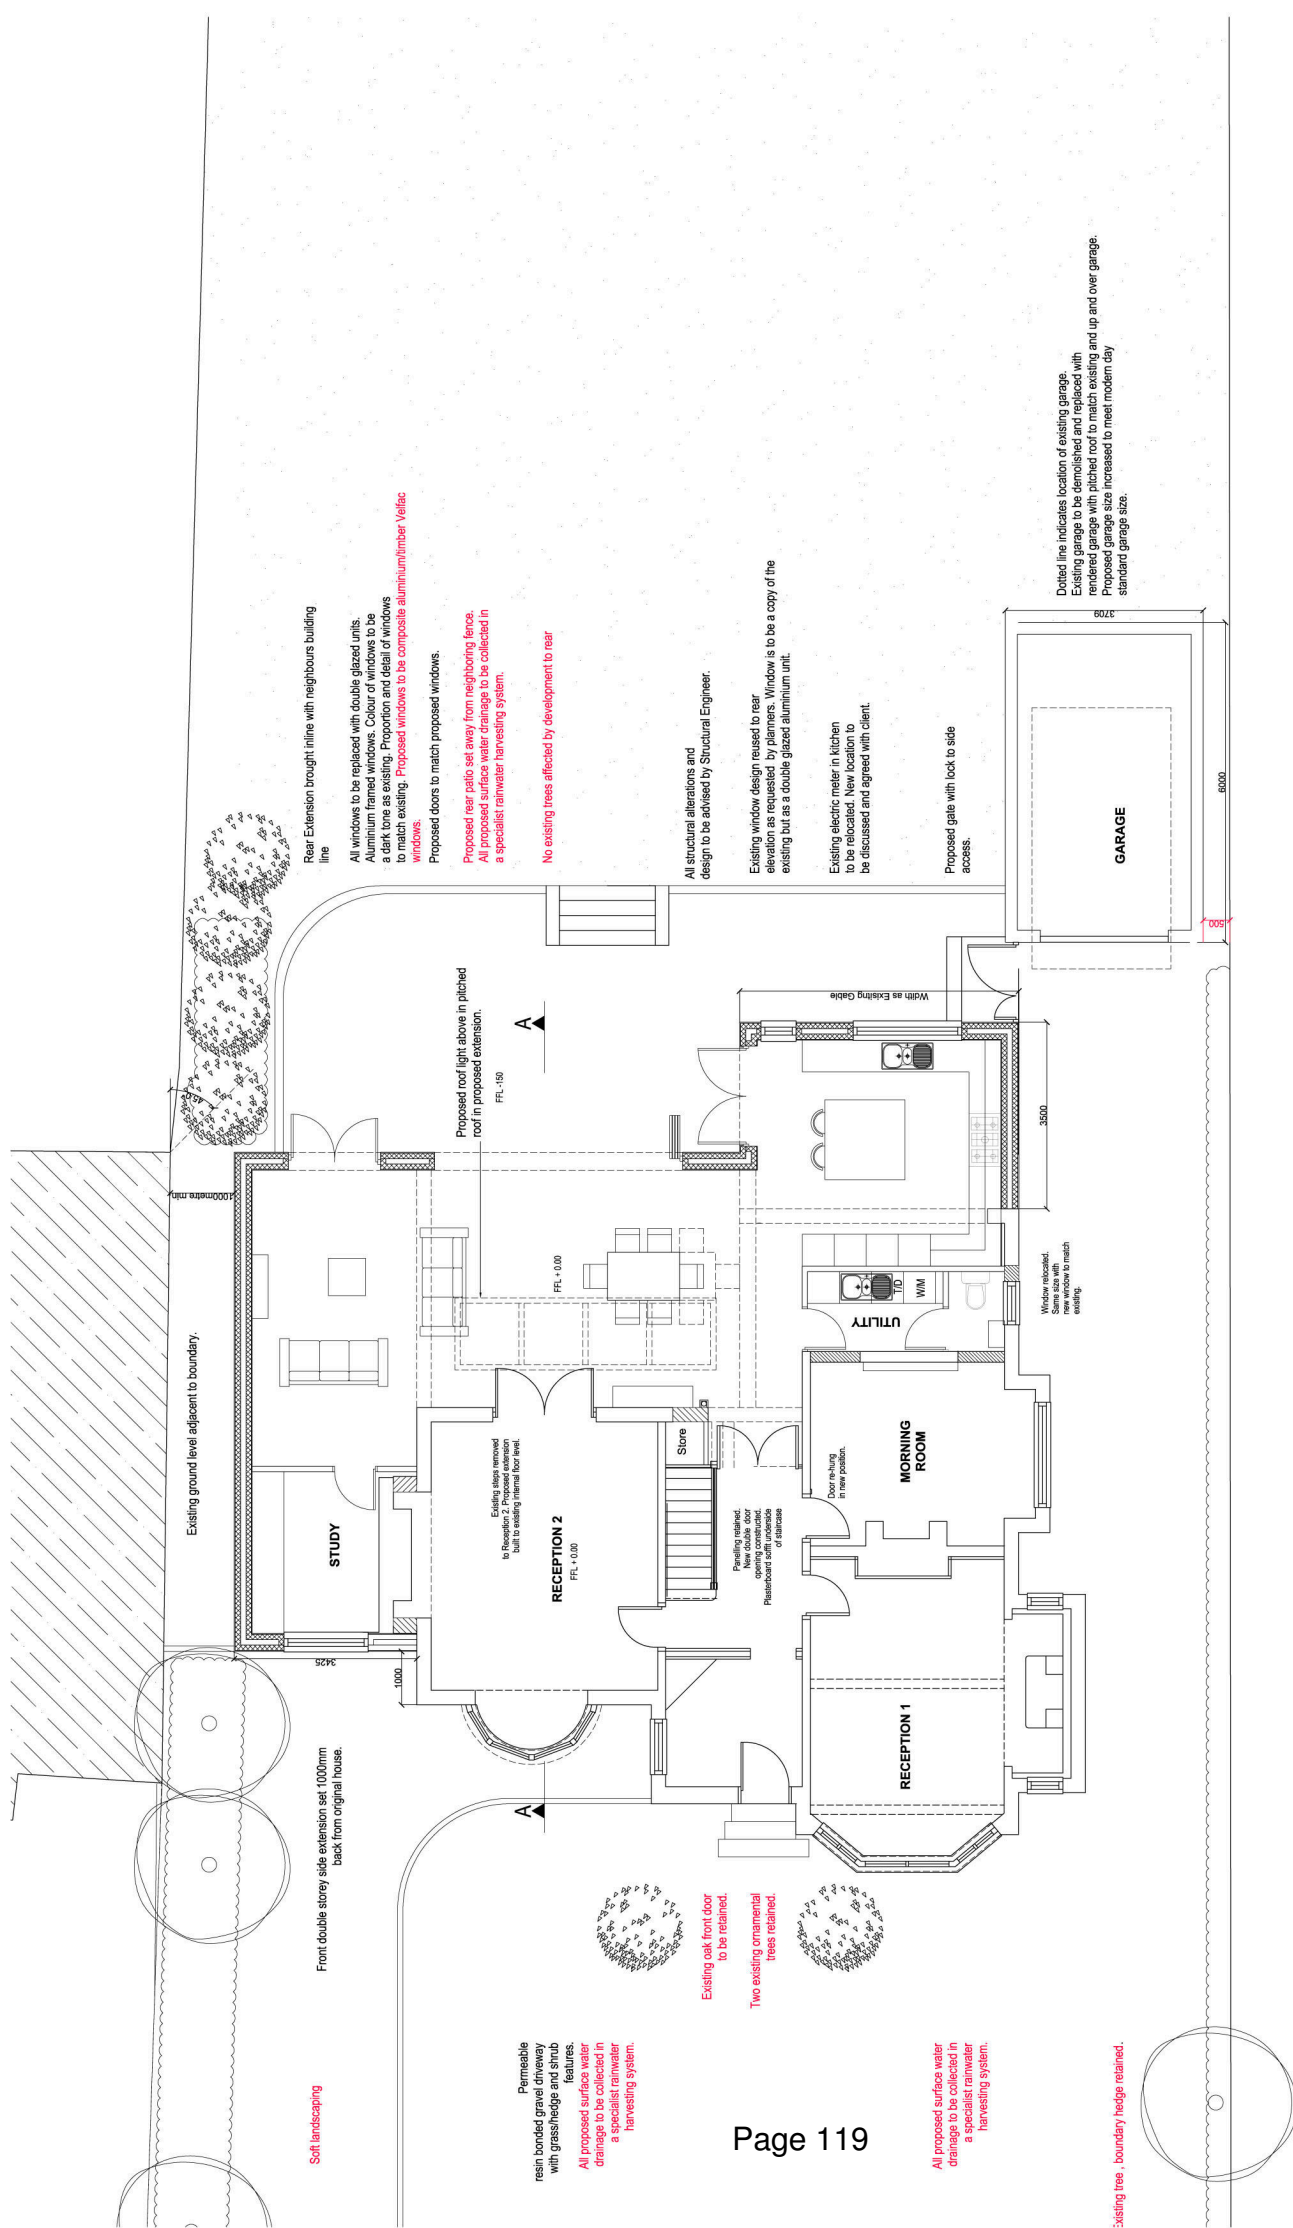 Rear Extension brought inline with neighbours building
line
All windows to be replaced with double glazed units.
Aluminium framed windows. Colour of windows to be
a dark tone as existing. Proportion and detail of windows
to match existing. Proposed windows to be composite aluminium/timber Velfac
windows.
Proposed doors to match proposed windows.
Proposed rear patio set away from neighboring fence.
All proposed surface water drainage to be collected in
a specialist rainwater harvesting system.
No existing trees affected by development to rear
All structural alterations and
design to be advised by Structural Engineer.
Existing window design reused to rear
elevation as requested by planners. Window is to be a copy of the
existing but as a double glazed aluminium unit.
Existing electric meter in kitchen
to be relocated. New location to
be discussed and agreed with client.
Proposed gate with lock to side
access.
Dotted line indicates location of existing garage.
Existing garage to be demolished and replaced with
rendered garage with pitched roof to match existing and up and over garage.
Proposed garage size increased to meet modern day
standard garage size.
3709
6000
500
GARAGE
45.0°
1000metre min
Existing ground level adjacent to boundary.
Proposed roof light above in pitched
roof in proposed extension.
A
FFL -150
Wdith as Exisitng Gable
3500
FFL + 0.00
T/D
W/M
UTILITY
Window relocated.
Same size with
new window to match
existing.
STUDY
Existing steps removed
to Reception 2. Proposed extension
built to existing internal floor level.
RECEPTION 2
FFL + 0.00
Store
Panelling retained.
New double door
opening constructed.
Plasterboard soffit underside
of staircase
Door re-hung
in new position.
MORNING
ROOM
3425
1000
RECEPTION 1
A
Front double storey side extension set 1000mm
back from original house.
Existing oak front door
to be retained.
Two existing ornamental
trees retained.
Soft landscaping
Permeable
resin bonded gravel driveway
with grass/hedge and shrub
features.
All proposed surface water
drainage to be collected in
a specialist rainwater
harvesting system.
All proposed surface water
drainage to be collected in
a specialist rainwater
harvesting system.
Existing tree , boundary hedge retained.
Page 119